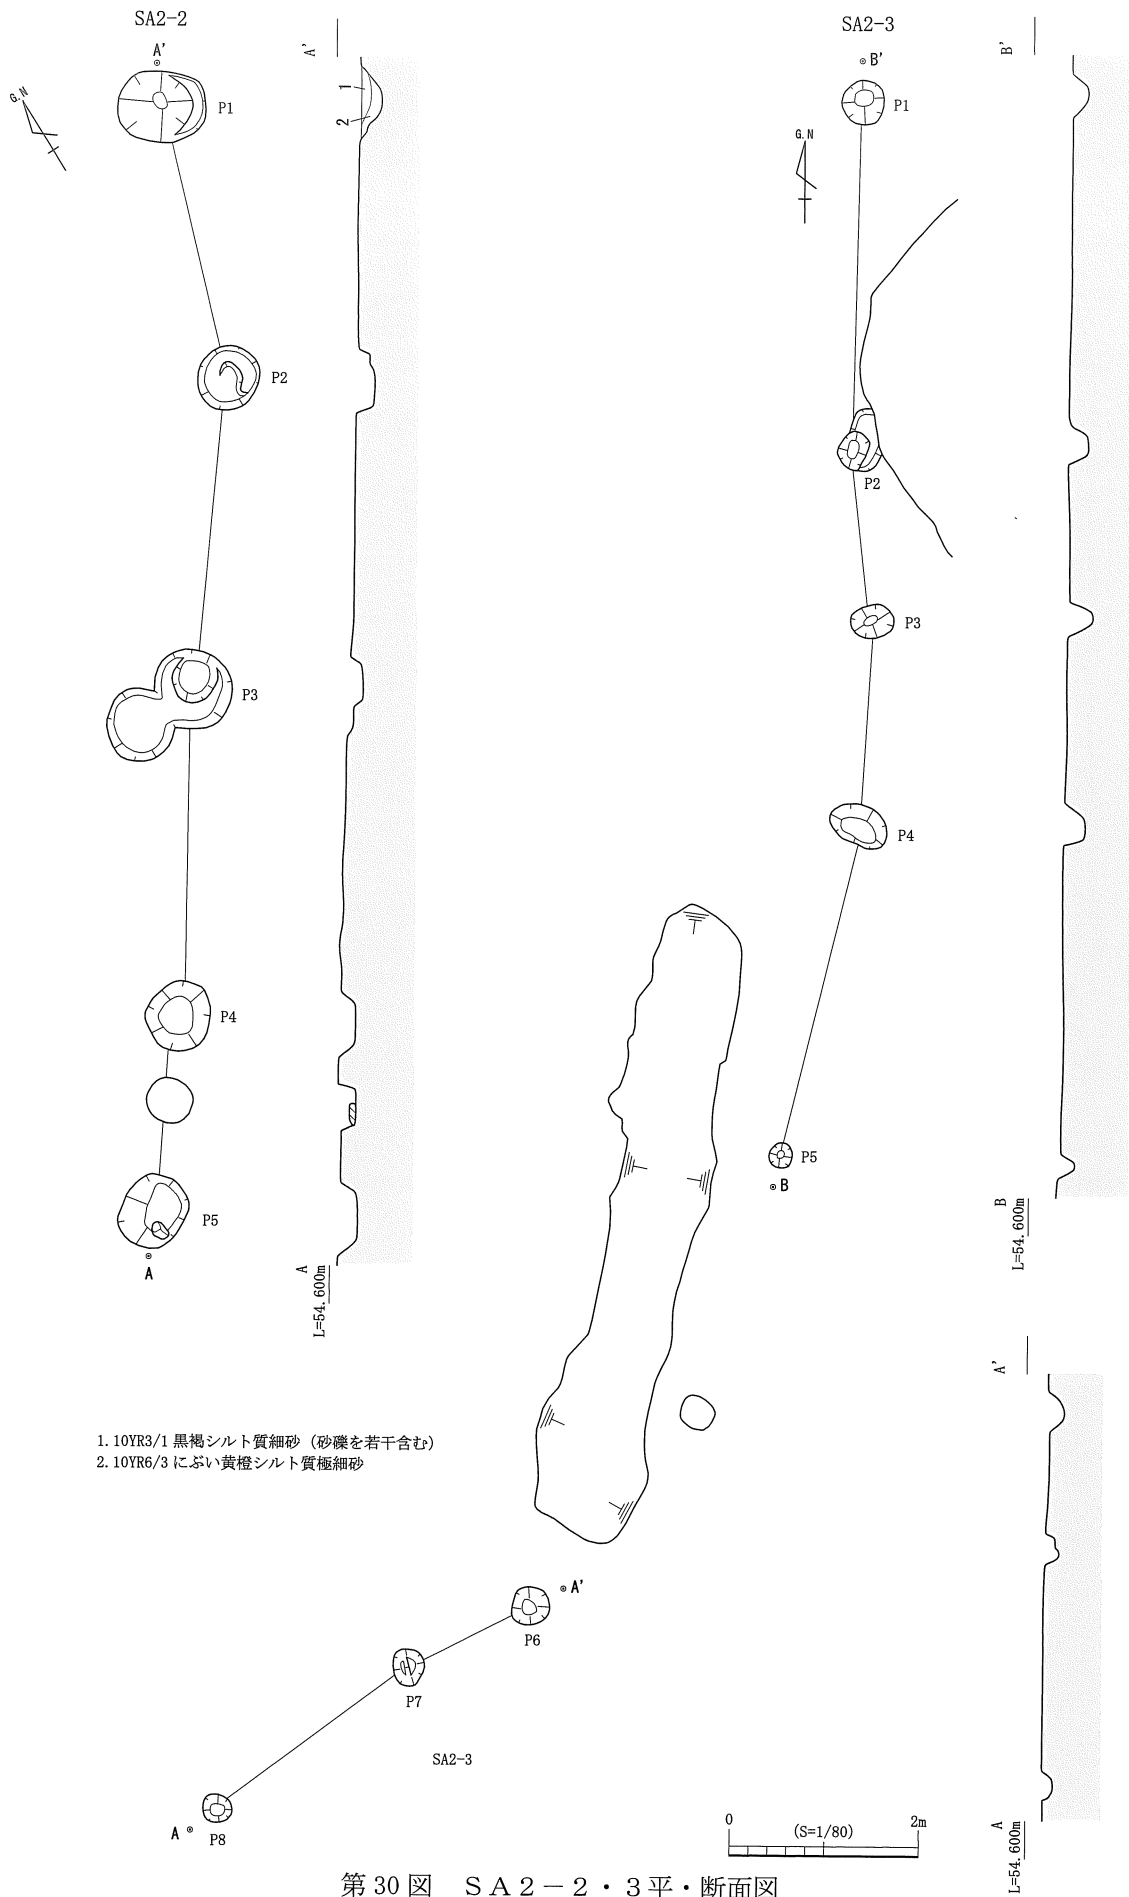 SA2-2
A'
G.N
P1
P2
P3
P4
P5
A
A'
1
2
A
L=54.600m
SA2-3
B'
P1
G.N
P2
P3
P4
P5
B
B'
B
L=54.600m
1. 10YR3/1 黒褐シルト質細砂（砂礫を若干含む）
2. 10YR6/3 にぶい黄橙シルト質極細砂
A'
P6
P7
SA2-3
A
P8
A'
A
L=54.600m
0
(S=1/80)
2m
第30図　ＳＡ２－２・３平・断面図